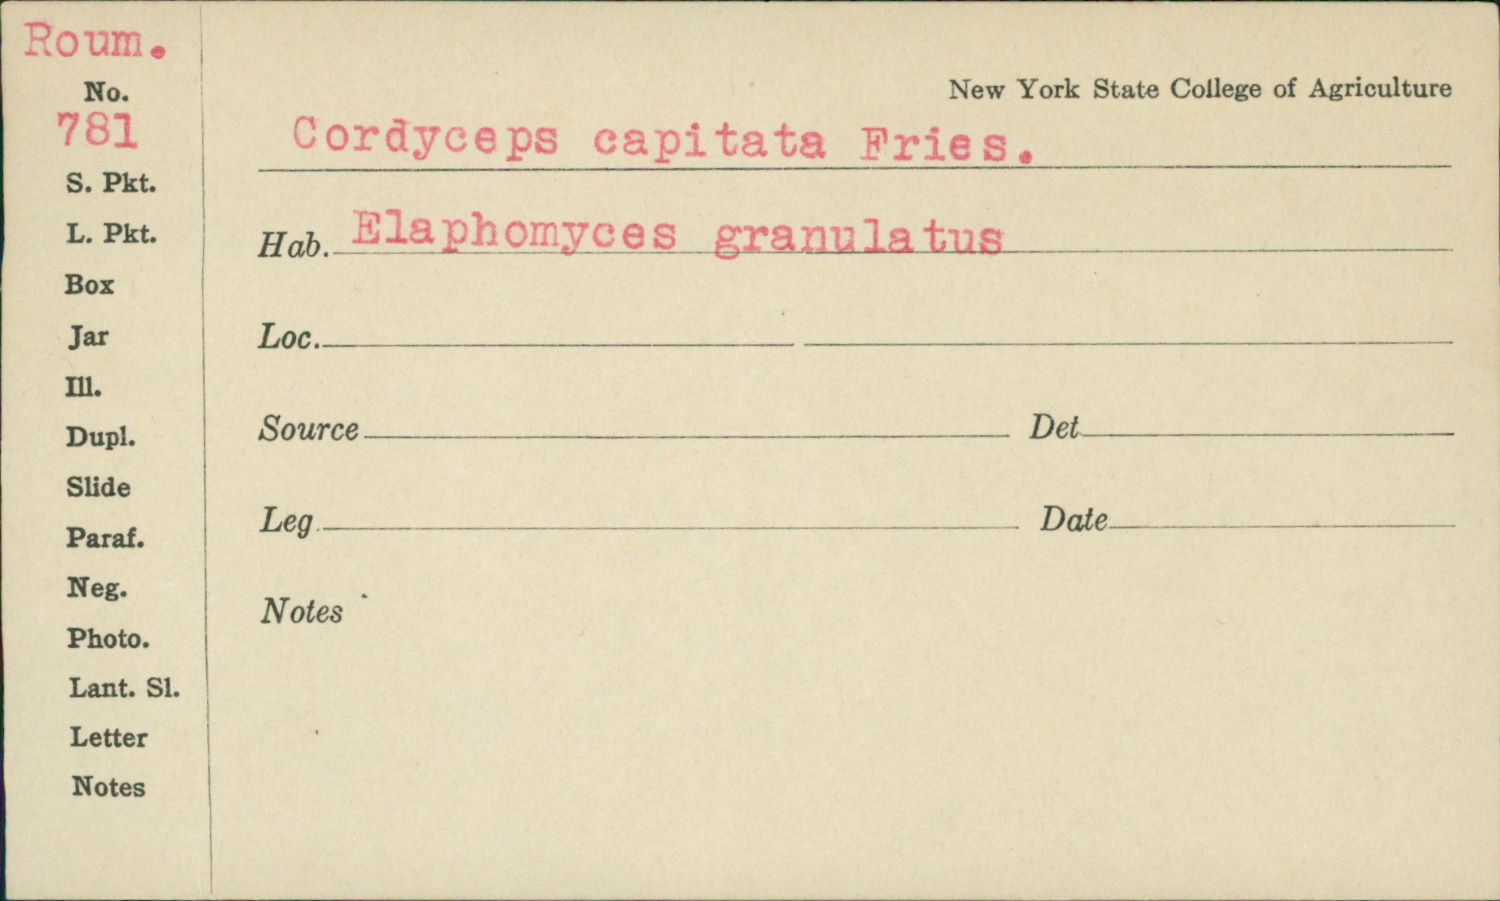 Roum.
No.
781
S. Pkt.
L. Pkt.
Box
Jar
Ill.
Dupl.
Slide
Paraf.
Neg.
Photo.
Lant. Sl.
Letter
Notes
New York State College of Agriculture
Cordyceps capitata Fries.
Hab. Elaphomyces granulatus
Loc.
Source Det
Leg. Date
Notes